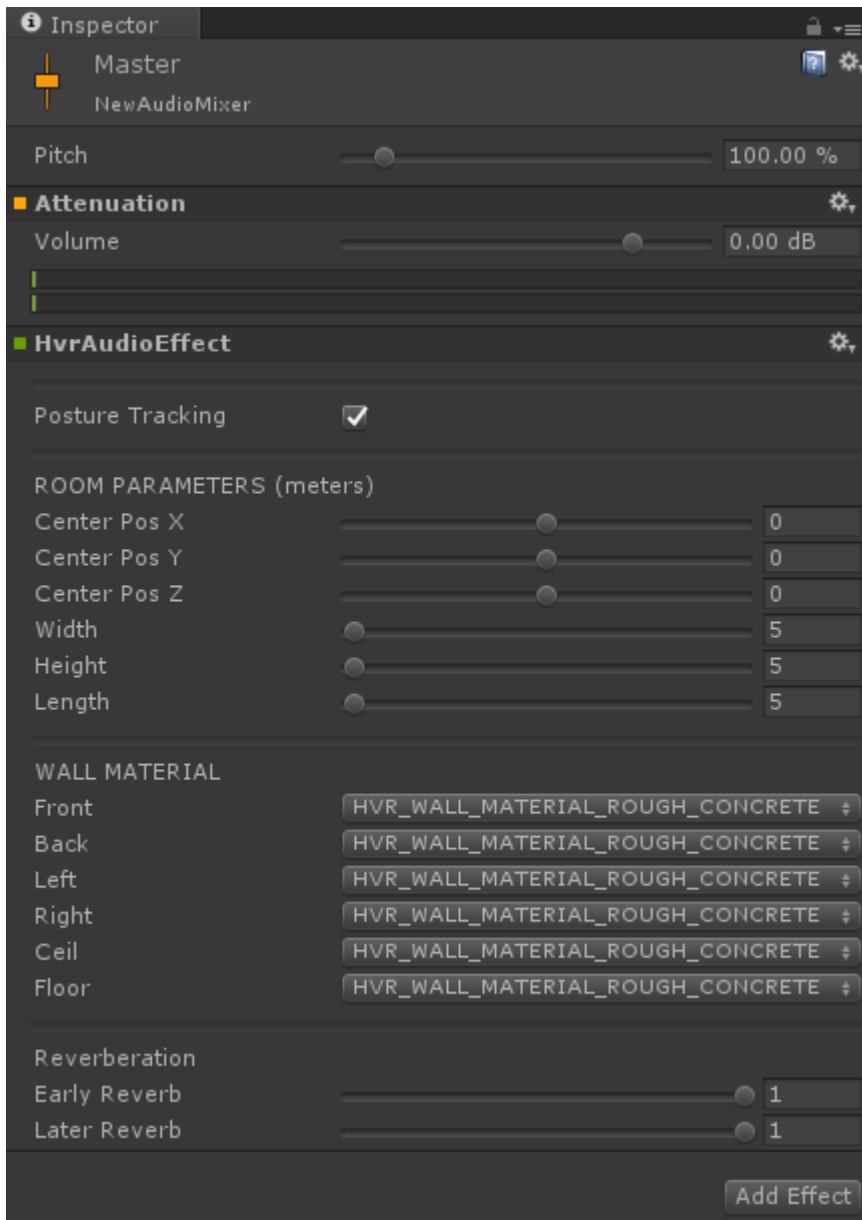 Inspector
Master
NewAudioMixer
Pitch 100.00 %
Attenuation
Volume 0.00 dB
HvrAudioEffect
Posture Tracking
ROOM PARAMETERS (meters)
Center Pos X 0
Center Pos Y 0
Center Pos Z 0
Width 5
Height 5
Length 5
WALL MATERIAL
Front HVR_WALL_MATERIAL_ROUGH_CONCRETE
Back HVR_WALL_MATERIAL_ROUGH_CONCRETE
Left HVR_WALL_MATERIAL_ROUGH_CONCRETE
Right HVR_WALL_MATERIAL_ROUGH_CONCRETE
Ceil HVR_WALL_MATERIAL_ROUGH_CONCRETE
Floor HVR_WALL_MATERIAL_ROUGH_CONCRETE
Reverberation
Early Reverb 1
Later Reverb 1
Add Effect